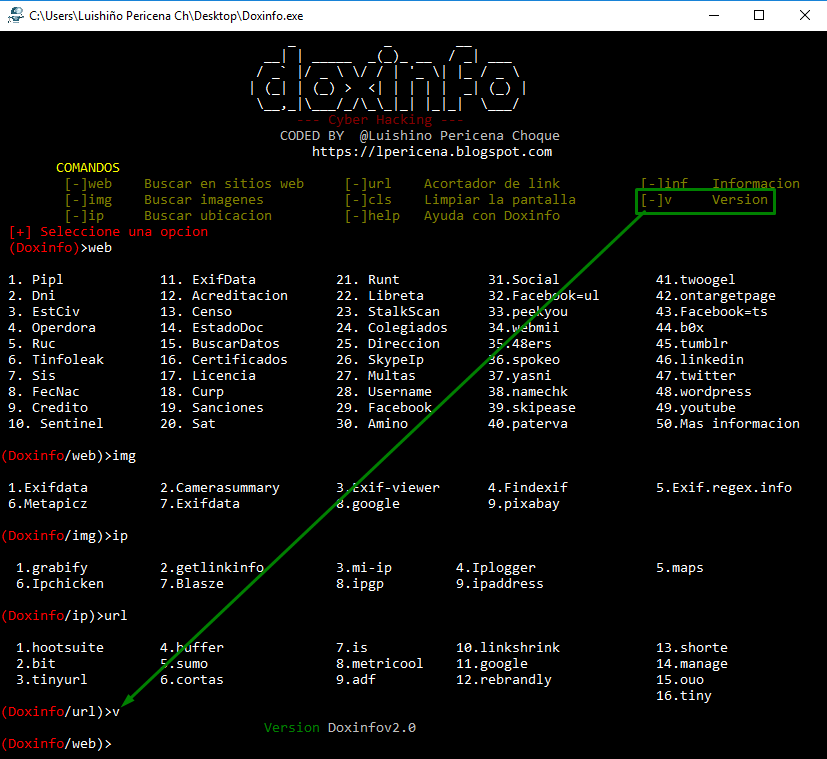 C:\Users\Luishiño Pericena Ch\Desktop\Doxinfo.exe
doxinfo
--- Cyber Hacking ---
CODED BY @Luishino Pericena Choque
https://lpericena.blogspot.com
COMANDOS
[-]web Buscar en sitios web [-]url Acortador de link [-]inf Informacion
[-]img Buscar imagenes [-]cls Limpiar la pantalla [-]v Version
[-]ip Buscar ubicacion [-]help Ayuda con Doxinfo
[+] Seleccione una opcion
(Doxinfo)>web
1. Pipl 11. ExifData 21. Runt 31.Social 41.twoogel
2. Dni 12. Acreditacion 22. Libreta 32.Facebook=ul 42.ontargetpage
3. EstCiv 13. Censo 23. StalkScan 33.peekyou 43.Facebook=ts
4. Operdora 14. EstadoDoc 24. Colegiados 34.webmii 44.b0x
5. Ruc 15. BuscarDatos 25. Direccion 35.48ers 45.tumblr
6. Tinfoleak 16. Certificados 26. SkypeIp 36.spokeo 46.linkedin
7. Sis 17. Licencia 27. Multas 37.yasni 47.twitter
8. FecNac 18. Curp 28. Username 38.namechk 48.wordpress
9. Credito 19. Sanciones 29. Facebook 39.skipease 49.youtube
10. Sentinel 20. Sat 30. Amino 40.paterva 50.Mas informacion
(Doxinfo/web)>img
1.Exifdata 2.Camerasummary 3.Exif-viewer 4.Findexif 5.Exif.regex.info
6.Metapicz 7.Exifdata 8.google 9.pixabay
(Doxinfo/img)>ip
1.grabify 2.getlinkinfo 3.mi-ip 4.Iplogger 5.maps
6.Ipchicken 7.Blasze 8.ipgp 9.ipaddress
(Doxinfo/ip)>url
1.hootsuite 4.buffer 7.is 10.linkshrink 13.shorte
2.bit 5.sumo 8.metricool 11.google 14.manage
3.tinyurl 6.cortas 9.adf 12.rebrandly 15.ouo
16.tiny
(Doxinfo/url)>v
Version Doxinfov2.0
(Doxinfo/web)>